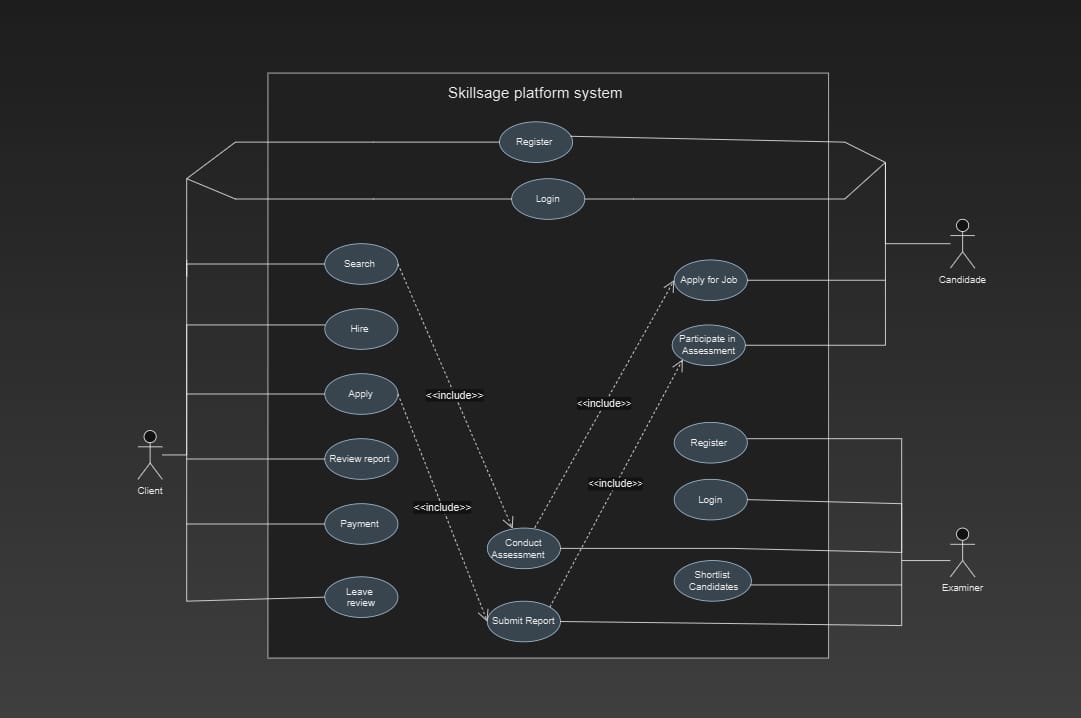 Skillsage platform system
Register
Login
Search
Apply for Job
Candidade
Hire
Participate in
Assessment
Apply
<<include>>
<<include>>
Register
Client
Review report
<<include>>
Login
<<include>>
Payment
Conduct
Assessment
Shortlist
Candidates
Examiner
Leave
review
Submit Report